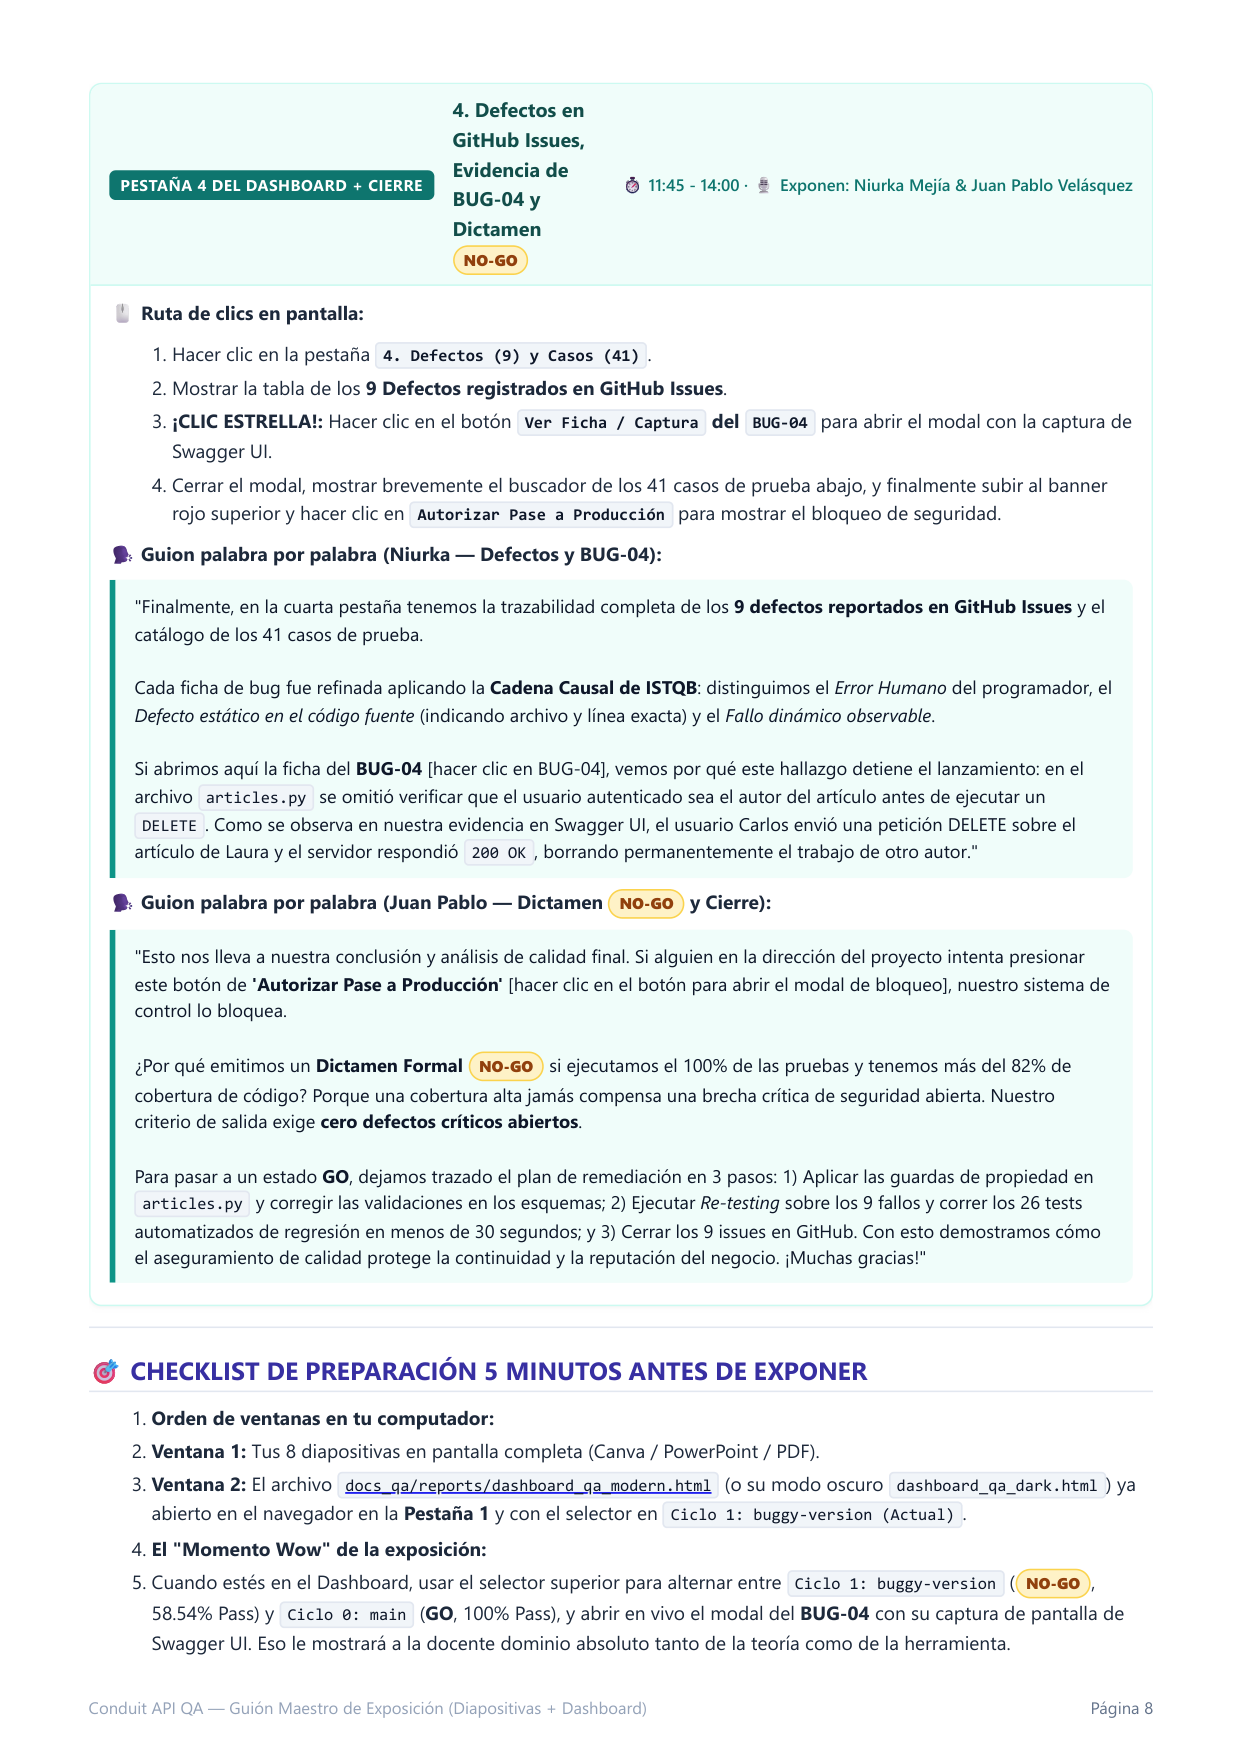 PESTAÑA 4 DEL DASHBOARD + CIERRE
4. Defectos en
GitHub Issues,
Evidencia de
BUG-04 y
Dictamen
NO-GO
11:45 - 14:00 · Exponen: Niurka Mejía & Juan Pablo Velásquez
Ruta de clics en pantalla:
1. Hacer clic en la pestaña 4. Defectos (9) y Casos (41).
2. Mostrar la tabla de los 9 Defectos registrados en GitHub Issues.
3. ¡CLIC ESTRELLA!: Hacer clic en el botón Ver Ficha / Captura del BUG-04 para abrir el modal con la captura de
Swagger UI.
4. Cerrar el modal, mostrar brevemente el buscador de los 41 casos de prueba abajo, y finalmente subir al banner
rojo superior y hacer clic en Autorizar Pase a Producción para mostrar el bloqueo de seguridad.
Guion palabra por palabra (Niurka — Defectos y BUG-04):
"Finalmente, en la cuarta pestaña tenemos la trazabilidad completa de los 9 defectos reportados en GitHub Issues y el
catálogo de los 41 casos de prueba.
Cada ficha de bug fue refinada aplicando la Cadena Causal de ISTQB: distinguimos el Error Humano del programador, el
Defecto estático en el código fuente (indicando archivo y línea exacta) y el Fallo dinámico observable.
Si abrimos aquí la ficha del BUG-04 [hacer clic en BUG-04], vemos por qué este hallazgo detiene el lanzamiento: en el
archivo articles.py se omitió verificar que el usuario autenticado sea el autor del artículo antes de ejecutar un
DELETE. Como se observa en nuestra evidencia en Swagger UI, el usuario Carlos envió una petición DELETE sobre el
artículo de Laura y el servidor respondió 200 OK, borrando permanentemente el trabajo de otro autor."
Guion palabra por palabra (Juan Pablo — Dictamen NO-GO y Cierre):
"Esto nos lleva a nuestra conclusión y análisis de calidad final. Si alguien en la dirección del proyecto intenta presionar
este botón de 'Autorizar Pase a Producción' [hacer clic en el botón para abrir el modal de bloqueo], nuestro sistema de
control lo bloquea.
¿Por qué emitimos un Dictamen Formal NO-GO si ejecutamos el 100% de las pruebas y tenemos más del 82% de
cobertura de código? Porque una cobertura alta jamás compensa una brecha crítica de seguridad abierta. Nuestro
criterio de salida exige cero defectos críticos abiertos.
Para pasar a un estado GO, dejamos trazado el plan de remediación en 3 pasos: 1) Aplicar las guardas de propiedad en
articles.py y corregir las validaciones en los esquemas; 2) Ejecutar Re-testing sobre los 9 fallos y correr los 26 tests
automatizados de regresión en menos de 30 segundos; y 3) Cerrar los 9 issues en GitHub. Con esto demostramos cómo
el aseguramiento de calidad protege la continuidad y la reputación del negocio. ¡Muchas gracias!"
CHECKLIST DE PREPARACIÓN 5 MINUTOS ANTES DE EXPONER
1. Orden de ventanas en tu computador:
2. Ventana 1: Tus 8 diapositivas en pantalla completa (Canva / PowerPoint / PDF).
3. Ventana 2: El archivo docs_qa/reports/dashboard_qa_modern.html (o su modo oscuro dashboard_qa_dark.html) ya
abierto en el navegador en la Pestaña 1 y con el selector en Ciclo 1: buggy-version (Actual).
4. El "Momento Wow" de la exposición:
5. Cuando estés en el Dashboard, usar el selector superior para alternar entre Ciclo 1: buggy-version (NO-GO,
58.54% Pass) y Ciclo 0: main (GO, 100% Pass), y abrir en vivo el modal del BUG-04 con su captura de pantalla de
Swagger UI. Eso le mostrará a la docente dominio absoluto tanto de la teoría como de la herramienta.
Conduit API QA — Guión Maestro de Exposición (Diapositivas + Dashboard)
Página 8